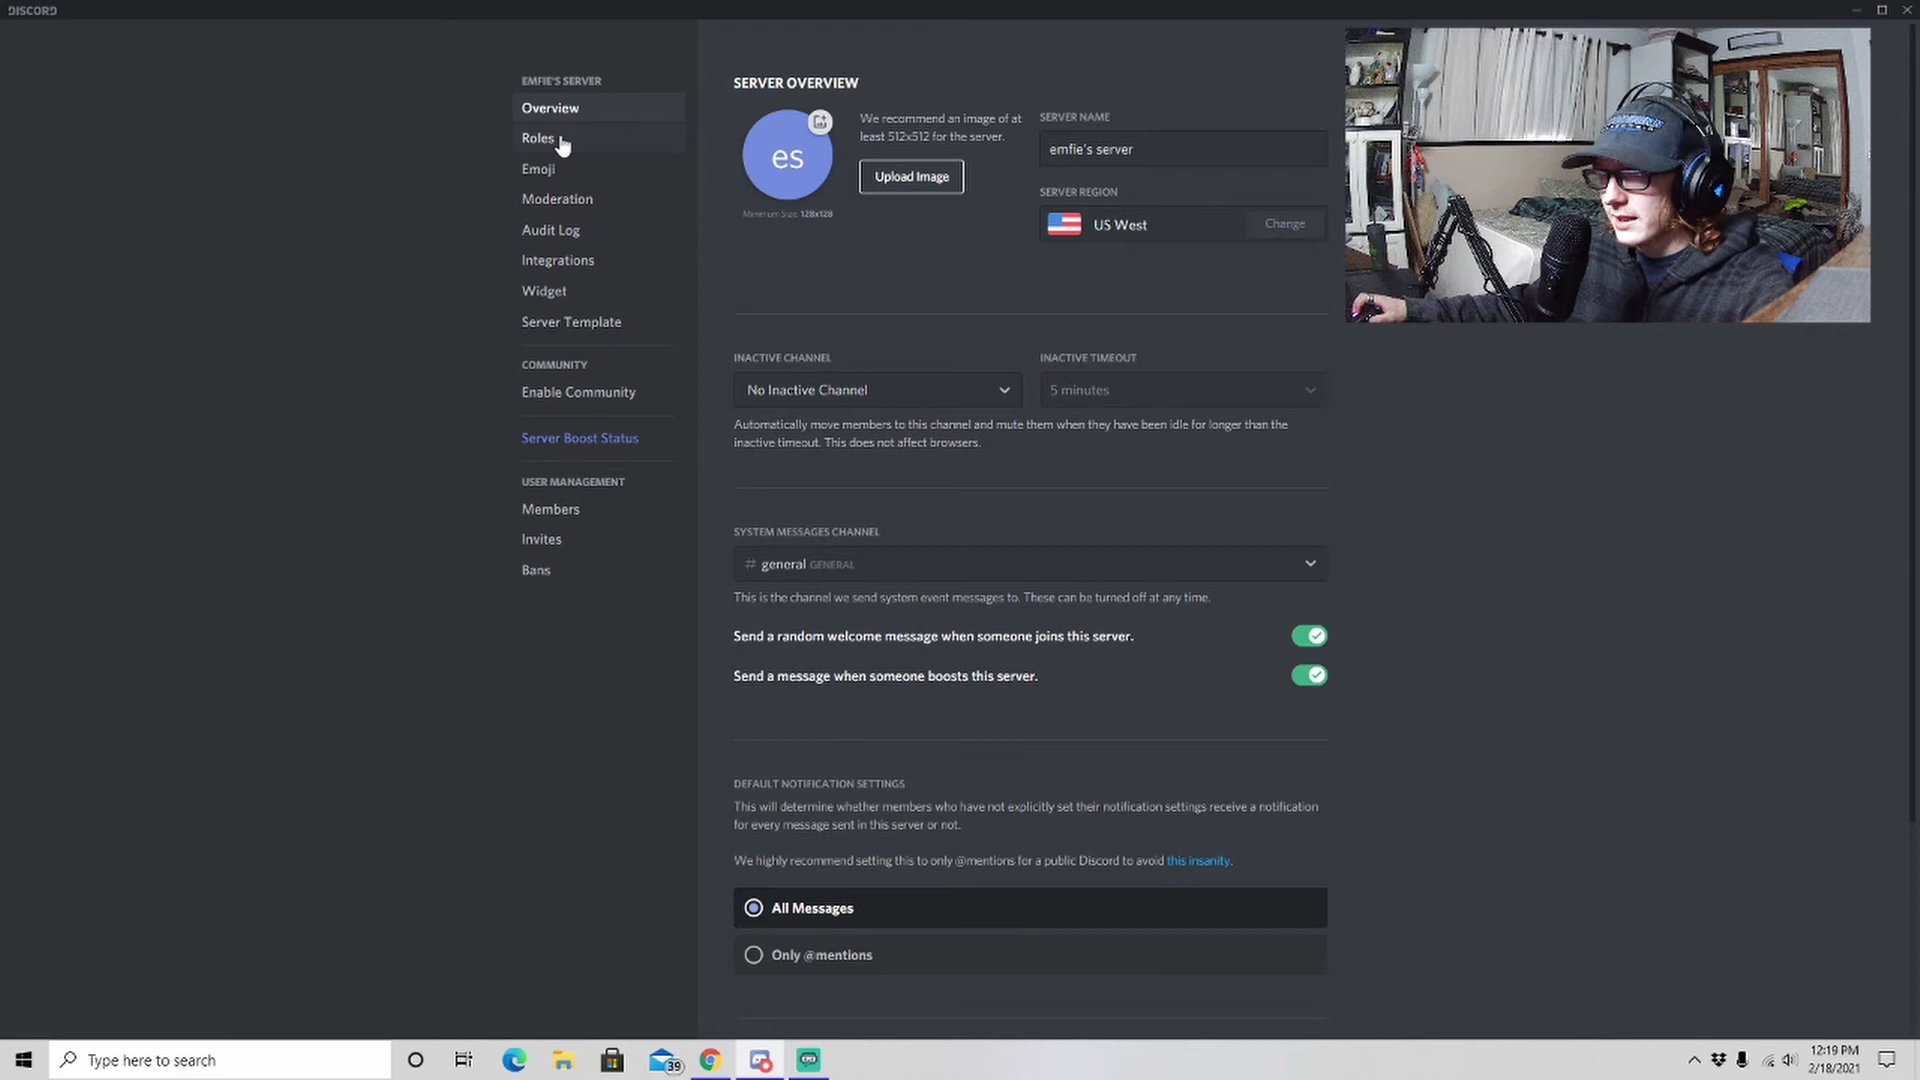 DISCORD
EMFIE'S SERVER
Overview
Roles
Emoji
Moderation
Audit Log
Integrations
Widget
Server Template
COMMUNITY
Enable Community
Server Boost Status
USER MANAGEMENT
Members
Invites
Bans
SERVER OVERVIEW
es
Minimum Size: 128x128
We recommend an image of at
least 512x512 for the server.
Upload Image
SERVER NAME
emfie's server
SERVER REGION
US West
Change
INACTIVE CHANNEL
No Inactive Channel
INACTIVE TIMEOUT
5 minutes
Automatically move members to this channel and mute them when they have been idle for longer than the
inactive timeout. This does not affect browsers.
SYSTEM MESSAGES CHANNEL
# general GENERAL
This is the channel we send system event messages to. These can be turned off at any time.
Send a random welcome message when someone joins this server.
Send a message when someone boosts this server.
DEFAULT NOTIFICATION SETTINGS
This will determine whether members who have not explicitly set their notification settings receive a notification
for every message sent in this server or not.
We highly recommend setting this to only @mentions for a public Discord to avoid this insanity.
All Messages
Only @mentions
Type here to search
39
12:19 PM
2/18/2021